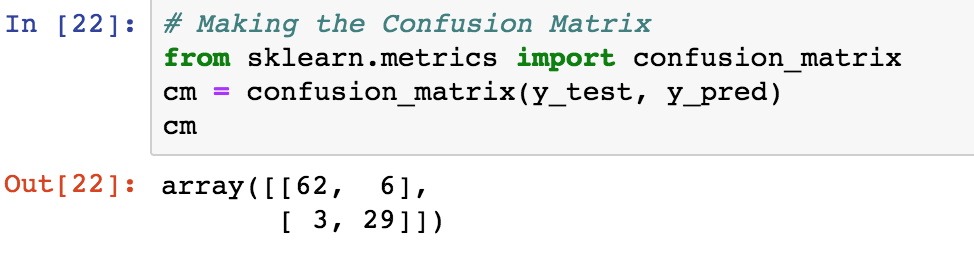 In [22]: # Making the Confusion Matrix
from sklearn.metrics import confusion_matrix
cm = confusion_matrix(y_test, y_pred)
cm
Out[22]: array([[62,  6],
[ 3, 29]])